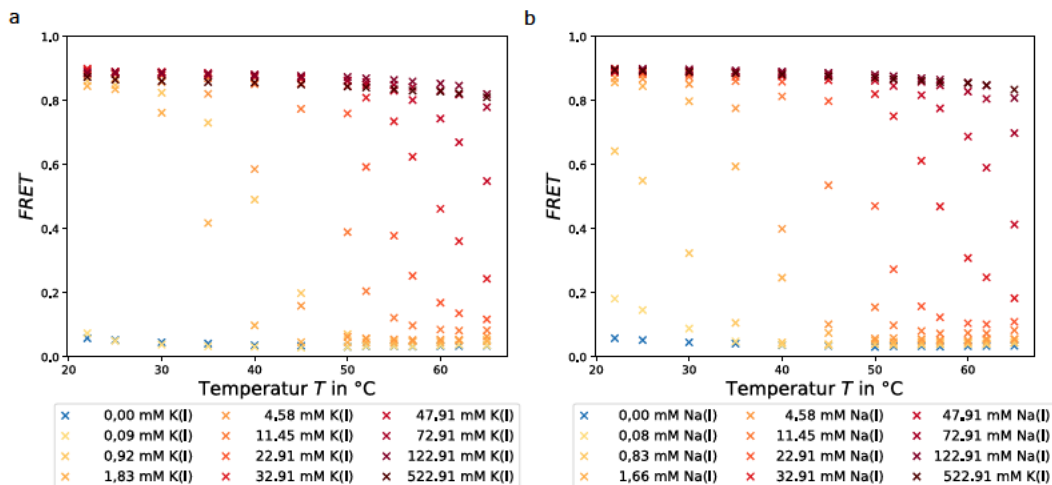 a
b
1.0
0.8
0.6
0.4
0.2
0.0
FRET
20 30 40 50 60
Temperatur T in °C
0,00 mM K(I) 4.58 mM K(I) 47.91 mM K(I)
0,09 mM K(I) 11.45 mM K(I) 72.91 mM K(I)
0,92 mM K(I) 22.91 mM K(I) 122.91 mM K(I)
1,83 mM K(I) 32.91 mM K(I) 522.91 mM K(I)
1.0
0.8
0.6
0.4
0.2
0.0
FRET
20 30 40 50 60
Temperatur T in °C
0,00 mM Na(I) 4.58 mM Na(I) 47.91 mM Na(I)
0,08 mM Na(I) 11.45 mM Na(I) 72.91 mM Na(I)
0,83 mM Na(I) 22.91 mM Na(I) 122.91 mM Na(I)
1,66 mM Na(I) 32.91 mM Na(I) 522.91 mM Na(I)